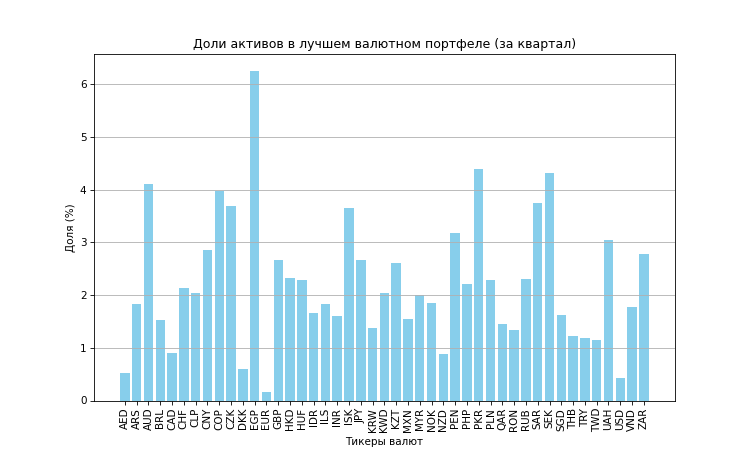 Доли активов в лучшем валютном портфеле (за квартал)
Доля (%)
6
5
4
3
2
1
0
AED ARS AUD BRL CAD CHF CLP CNY COP CZK DKK EGP EUR GBP HKD HUF IDR ILS INR ISK JPY KRW KWD KZT MXN MYR NOK NZD PEN PHP PKR PLN QAR RON RUB SAR SEK SGD THB TRY TWD UAH USD VND ZAR
Тикеры валют